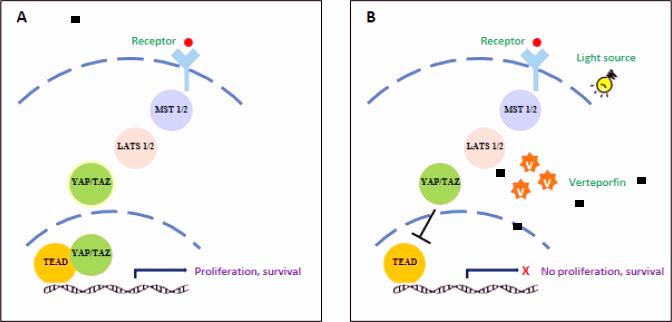 A
Receptor
MST 1/2
LATS 1/2
YAP/TAZ
YAP/TAZ
TEAD
Proliferation, survival
B
Receptor
Light source
MST 1/2
LATS 1/2
V
V
V
Verteporfin
YAP/TAZ
TEAD
X
No proliferation, survival